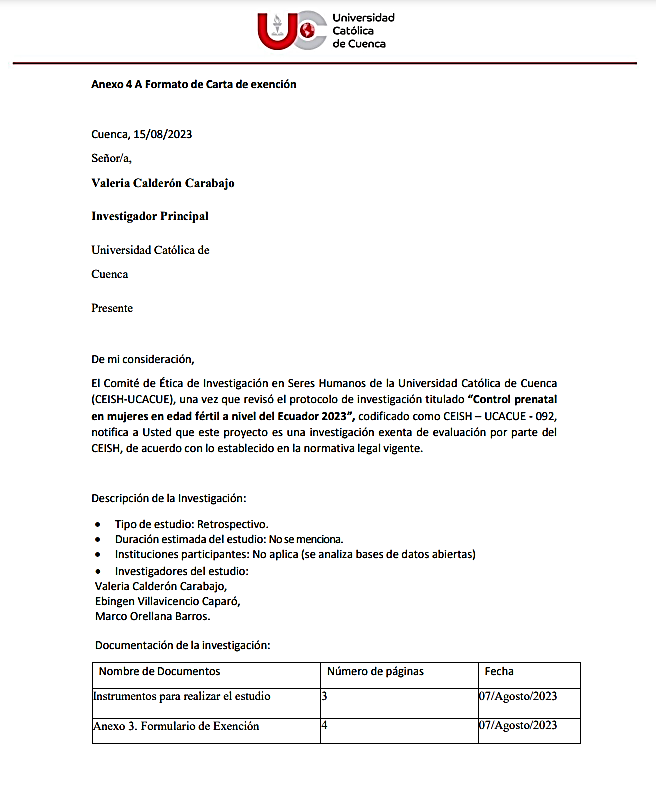 UC
Universidad
Católica
de Cuenca
Anexo 4 A Formato de Carta de exención
Cuenca, 15/08/2023
Señor/a,
Valeria Calderón Carabajo
Investigador Principal
Universidad Católica de
Cuenca
Presente
De mi consideración,
El Comité de Ética de Investigación en Seres Humanos de la Universidad Católica de Cuenca
(CEISH-UCACUE), una vez que revisó el protocolo de investigación titulado “Control prenatal
en mujeres en edad fértil a nivel del Ecuador 2023”, codificado como CEISH – UCACUE - 092,
notifica a Usted que este proyecto es una investigación exenta de evaluación por parte del
CEISH, de acuerdo con lo establecido en la normativa legal vigente.
Descripción de la Investigación:
• Tipo de estudio: Retrospectivo.
• Duración estimada del estudio: No se menciona.
• Instituciones participantes: No aplica (se analiza bases de datos abiertas)
• Investigadores del estudio:
Valeria Calderón Carabajo,
Ebingen Villavicencio Caparó,
Marco Orellana Barros.
Documentación de la investigación:
Nombre de Documentos Número de páginas Fecha
Instrumentos para realizar el estudio 3 07/Agosto/2023
Anexo 3. Formulario de Exención 4 07/Agosto/2023